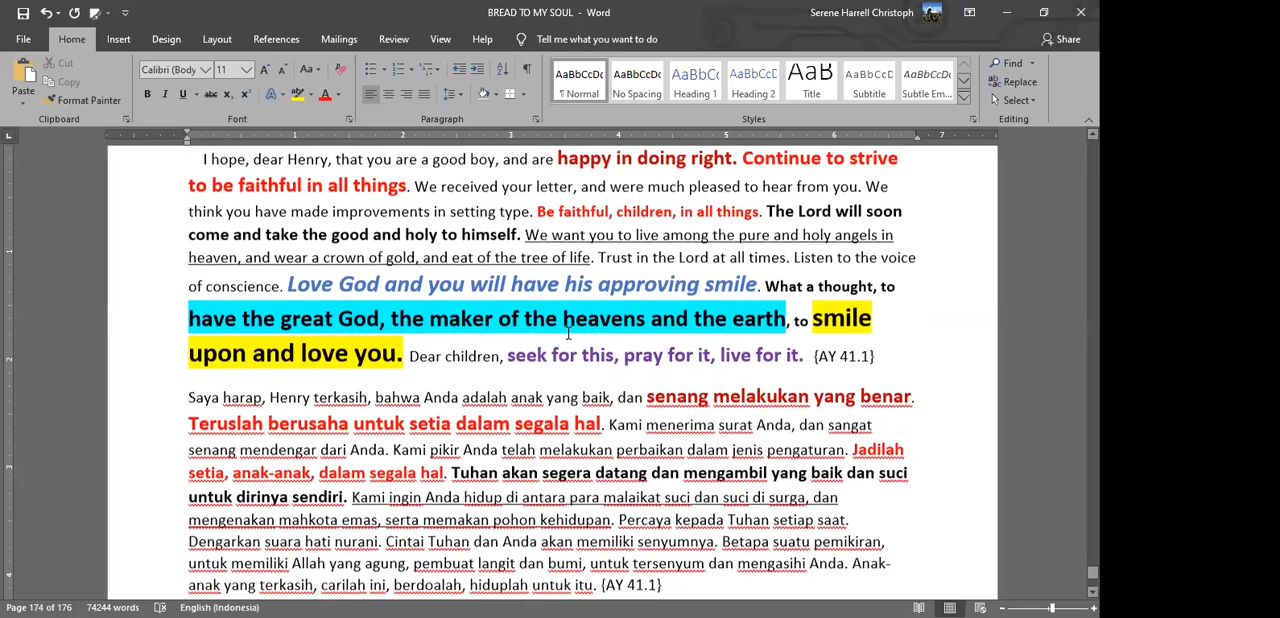 BREAD TO MY SOUL - Word
Serene Harrell Christoph
File Home Insert Design Layout References Mailings Review View Help Tell me what you want to do Share
Paste Cut Copy Format Painter
Calibri (Body 11
AaBbCcDc AaBbCcDc AaBbCc AaBbCcC AaB AaBbCcC AaBbCcDc
¶ Normal No Spacing Heading 1 Heading 2 Title Subtitle Subtle Em...
Find Replace Select
Clipboard Font Paragraph Styles Editing
1 2 3 4 5 6 7
I hope, dear Henry, that you are a good boy, and are happy in doing right. Continue to strive
to be faithful in all things. We received your letter, and were much pleased to hear from you. We
think you have made improvements in setting type. Be faithful, children, in all things. The Lord will soon
come and take the good and holy to himself. We want you to live among the pure and holy angels in
heaven, and wear a crown of gold, and eat of the tree of life. Trust in the Lord at all times. Listen to the voice
of conscience. Love God and you will have his approving smile. What a thought, to
have the great God, the maker of the heavens and the earth, to smile
upon and love you. Dear children, seek for this, pray for it, live for it. {AY 41.1}
Saya harap, Henry terkasih, bahwa Anda adalah anak yang baik, dan senang melakukan yang benar.
Teruslah berusaha untuk setia dalam segala hal. Kami menerima surat Anda, dan sangat
senang mendengar dari Anda. Kami pikir Anda telah melakukan perbaikan dalam jenis pengaturan. Jadilah
setia, anak-anak, dalam segala hal. Tuhan akan segera datang dan mengambil yang baik dan suci
untuk dirinya sendiri. Kami ingin Anda hidup di antara para malaikat suci dan suci di surga, dan
mengenakan mahkota emas, serta memakan pohon kehidupan. Percaya kepada Tuhan setiap saat.
Dengarkan suara hati nurani. Cintai Tuhan dan Anda akan memiliki senyumnya. Betapa suatu pemikiran,
untuk memiliki Allah yang agung, pembuat langit dan bumi, untuk tersenyum dan mengasihi Anda. Anak-
anak yang terkasih, carilah ini, berdoalah, hiduplah untuk itu. {AY 41.1}
Page 174 of 176 74244 words English (Indonesia)